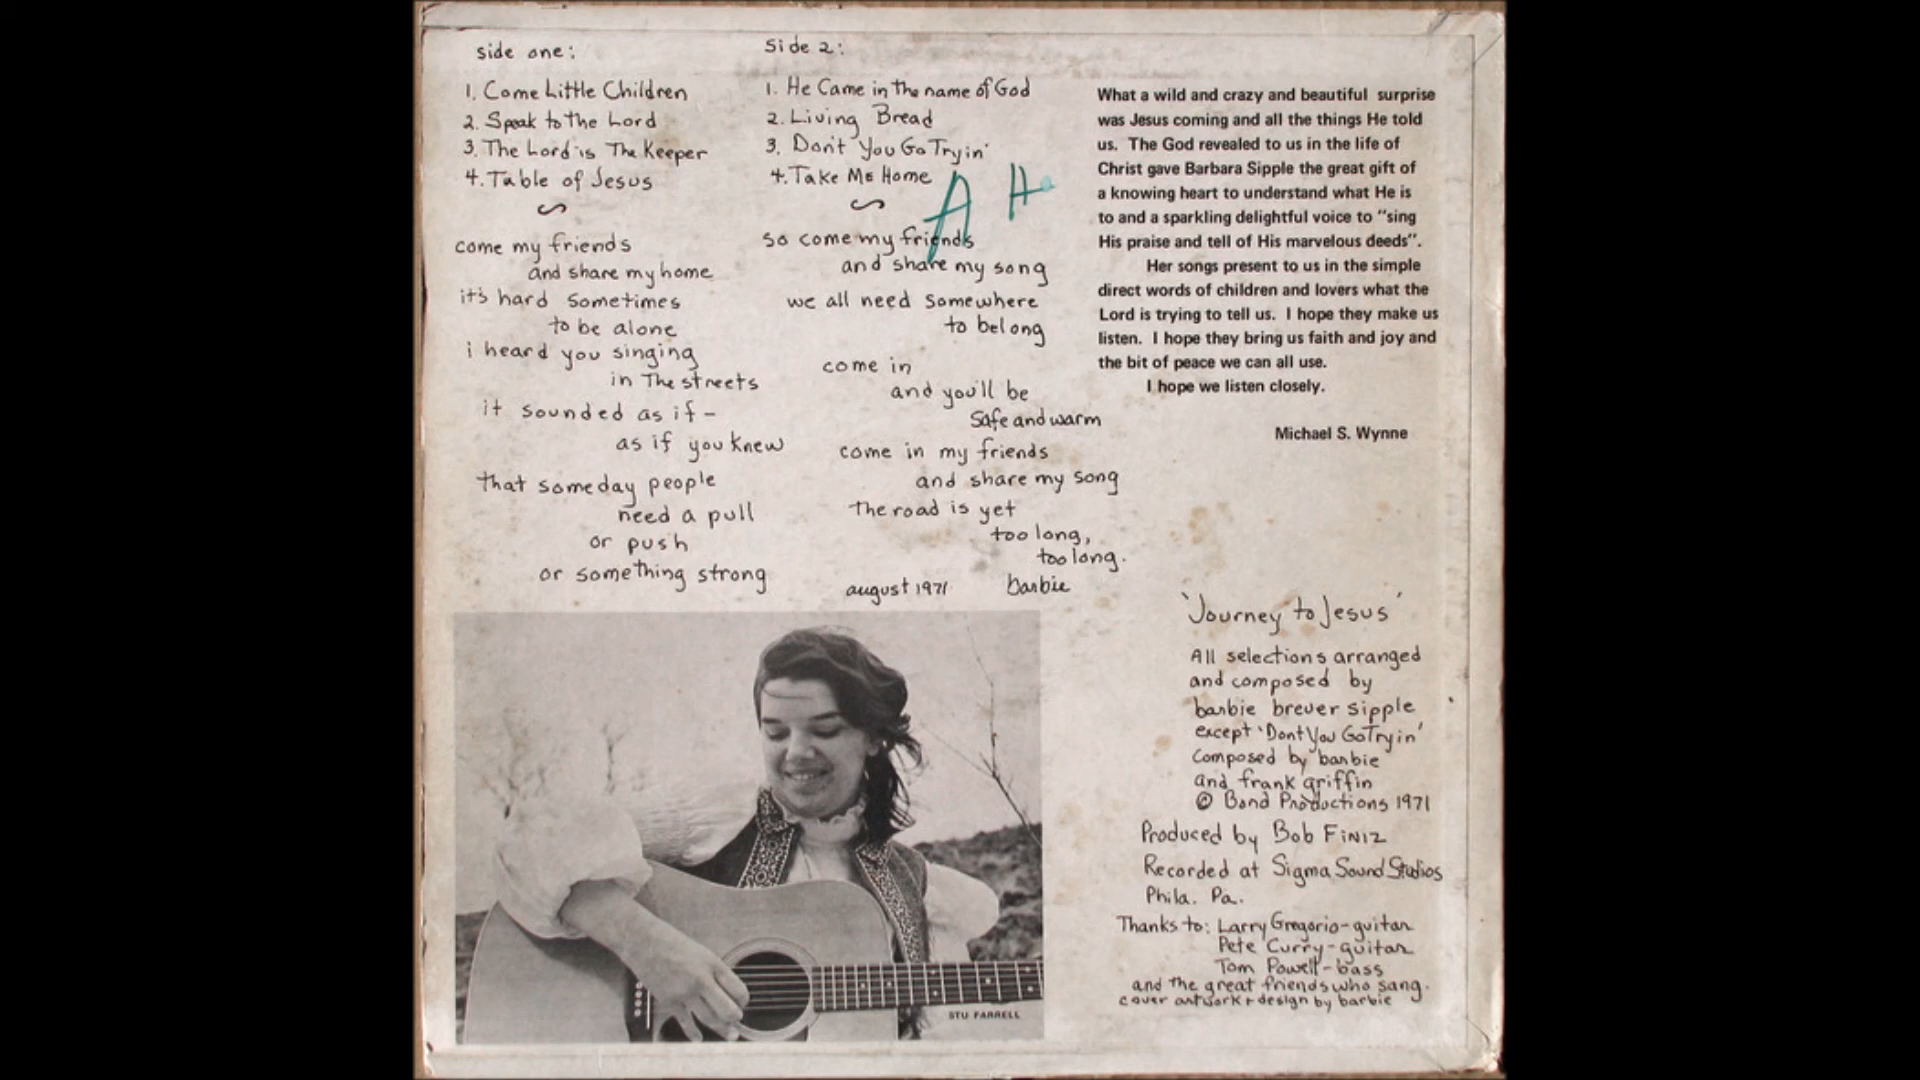 side one:
1. Come Little Children
2. Speak to the Lord
3. The Lord is The Keeper
4. Table of Jesus
come my friends
and share my home
it's hard sometimes
to be alone
i heard you singing
in The streets
it sounded as if -
as if you knew
that someday people
need a pull
or push
or something strong
Side 2:
1. He Came in The name of God
2. Living Bread
3. Don't You Go Tryin'
4. Take Me Home
A H
so come my friends
and share my song
we all need somewhere
to belong
come in
and you'll be
Safe and warm
come in my friends
and share my song
The road is yet
too long,
too long.
august 1971 barbie
What a wild and crazy and beautiful surprise
was Jesus coming and all the things He told
us. The God revealed to us in the life of
Christ gave Barbara Sipple the great gift of
a knowing heart to understand what He is
to and a sparkling delightful voice to "sing
His praise and tell of His marvelous deeds".
Her songs present to us in the simple
direct words of children and lovers what the
Lord is trying to tell us. I hope they make us
listen. I hope they bring us faith and joy and
the bit of peace we can all use.
I hope we listen closely.
Michael S. Wynne
'Journey to Jesus'
All selections arranged
and composed by
barbie breuer sipple
except 'Dont You Go Tryin'
Composed by barbie
and frank griffin
© Bond Productions 1971
Produced by Bob FiNiz
Recorded at Sigma Sound Studios
Phila. Pa.
Thanks to: Larry Gregorio - guitar
Pete Curry - guitar
Tom Powell - bass
and the great friends who sang.
cover artwork + design by barbie
STU FARRELL